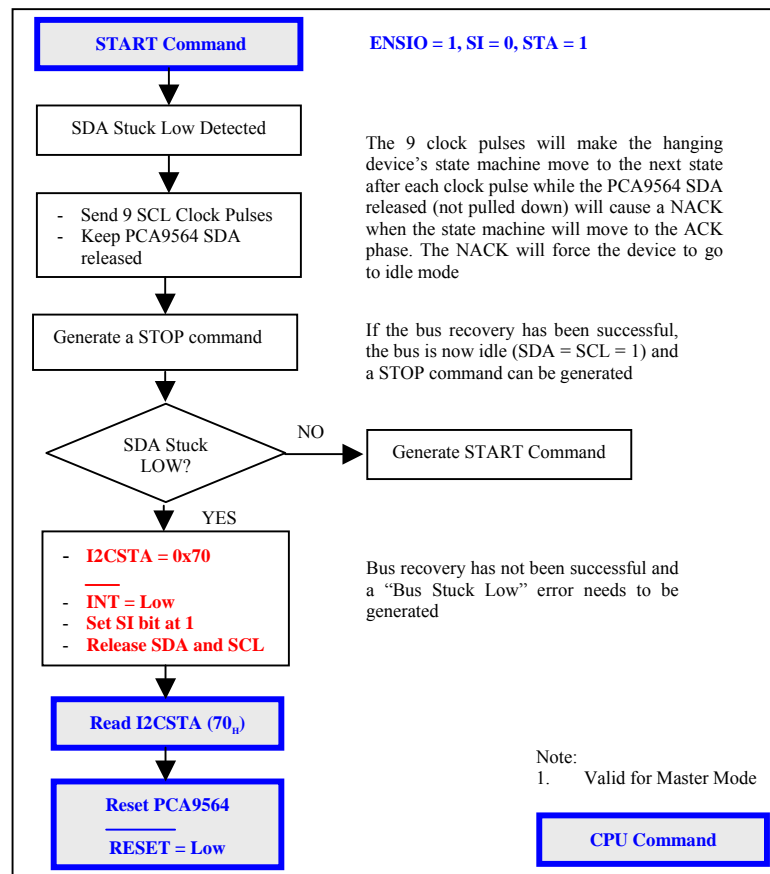 START Command
ENSIO = 1, SI = 0, STA = 1
SDA Stuck Low Detected
The 9 clock pulses will make the hanging
device's state machine move to the next state
after each clock pulse while the PCA9564 SDA
released (not pulled down) will cause a NACK
when the state machine will move to the ACK
phase. The NACK will force the device to go
to idle mode
- Send 9 SCL Clock Pulses
- Keep PCA9564 SDA
released
Generate a STOP command
If the bus recovery has been successful,
the bus is now idle (SDA = SCL = 1) and
a STOP command can be generated
SDA Stuck
LOW?
NO
Generate START Command
YES
- I2CSTA = 0x70
- INT = Low
- Set SI bit at 1
- Release SDA and SCL
Bus recovery has not been successful and
a “Bus Stuck Low” error needs to be
generated
Read I2CSTA (70H)
Reset PCA9564
RESET = Low
Note:
1. Valid for Master Mode
CPU Command